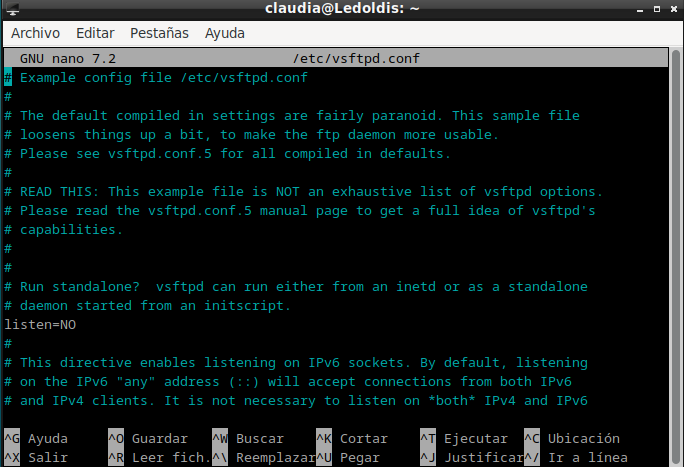 claudia@Ledoldis: ~
Archivo Editar Pestañas Ayuda
GNU nano 7.2 /etc/vsftpd.conf
# Example config file /etc/vsftpd.conf
#
# The default compiled in settings are fairly paranoid. This sample file
# loosens things up a bit, to make the ftp daemon more usable.
# Please see vsftpd.conf.5 for all compiled in defaults.
#
# READ THIS: This example file is NOT an exhaustive list of vsftpd options.
# Please read the vsftpd.conf.5 manual page to get a full idea of vsftpd's
# capabilities.
#
#
# Run standalone?  vsftpd can run either from an inetd or as a standalone
# daemon started from an initscript.
listen=NO
#
# This directive enables listening on IPv6 sockets. By default, listening
# on the IPv6 "any" address (::) will accept connections from both IPv6
# and IPv4 clients. It is not necessary to listen on *both* IPv4 and IPv6
^G Ayuda ^O Guardar ^W Buscar ^K Cortar ^T Ejecutar ^C Ubicación
^X Salir ^R Leer fich. ^\ Reemplazar ^U Pegar ^J Justificar ^/ Ir a línea